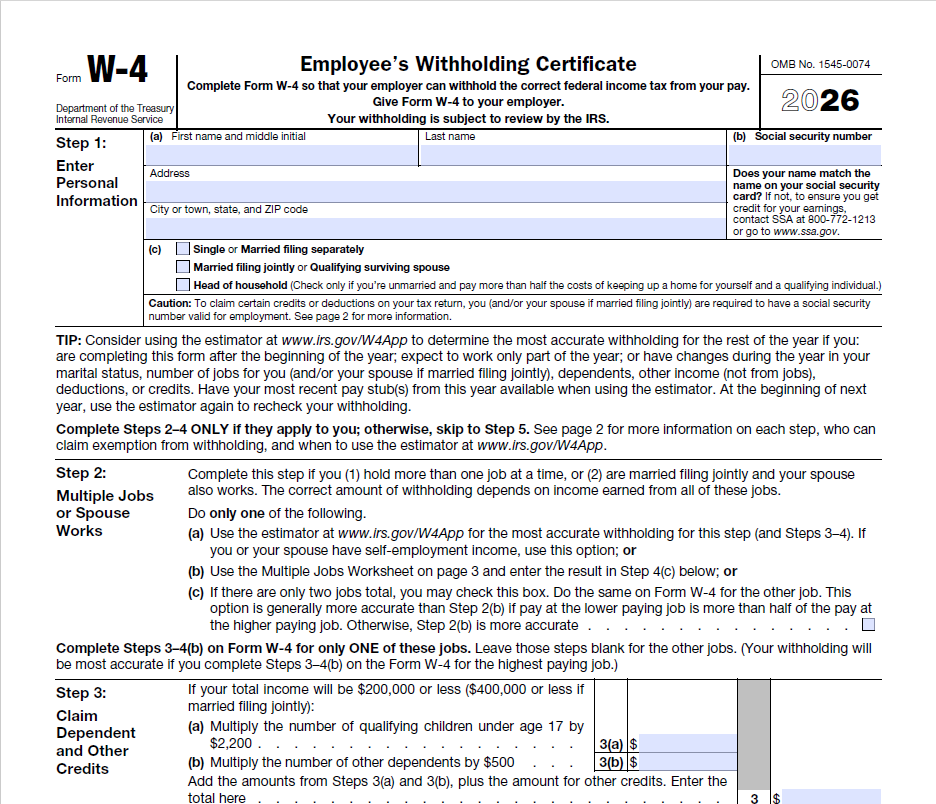 Form W-4
Department of the Treasury
Internal Revenue Service
Employee's Withholding Certificate
Complete Form W-4 so that your employer can withhold the correct federal income tax from your pay.
Give Form W-4 to your employer.
Your withholding is subject to review by the IRS.
OMB No. 1545-0074
2026
Step 1:
Enter
Personal
Information
(a) First name and middle initial
Last name
(b) Social security number
Address
City or town, state, and ZIP code
Does your name match the
name on your social security
card? If not, to ensure you get
credit for your earnings,
contact SSA at 800-772-1213
or go to www.ssa.gov.
(c) Single or Married filing separately
Married filing jointly or Qualifying surviving spouse
Head of household (Check only if you're unmarried and pay more than half the costs of keeping up a home for yourself and a qualifying individual.)
Caution: To claim certain credits or deductions on your tax return, you (and/or your spouse if married filing jointly) are required to have a social security
number valid for employment. See page 2 for more information.
TIP: Consider using the estimator at www.irs.gov/W4App to determine the most accurate withholding for the rest of the year if you:
are completing this form after the beginning of the year; expect to work only part of the year; or have changes during the year in your
marital status, number of jobs for you (and/or your spouse if married filing jointly), dependents, other income (not from jobs),
deductions, or credits. Have your most recent pay stub(s) from this year available when using the estimator. At the beginning of next
year, use the estimator again to recheck your withholding.
Complete Steps 2–4 ONLY if they apply to you; otherwise, skip to Step 5. See page 2 for more information on each step, who can
claim exemption from withholding, and when to use the estimator at www.irs.gov/W4App.
Step 2:
Multiple Jobs
or Spouse
Works
Complete this step if you (1) hold more than one job at a time, or (2) are married filing jointly and your spouse
also works. The correct amount of withholding depends on income earned from all of these jobs.
Do only one of the following.
(a) Use the estimator at www.irs.gov/W4App for the most accurate withholding for this step (and Steps 3–4). If
you or your spouse have self-employment income, use this option; or
(b) Use the Multiple Jobs Worksheet on page 3 and enter the result in Step 4(c) below; or
(c) If there are only two jobs total, you may check this box. Do the same on Form W-4 for the other job. This
option is generally more accurate than Step 2(b) if pay at the lower paying job is more than half of the pay at
the higher paying job. Otherwise, Step 2(b) is more accurate . . . . . . . . . . . . . . .
Complete Steps 3–4(b) on Form W-4 for only ONE of these jobs. Leave those steps blank for the other jobs. (Your withholding will
be most accurate if you complete Steps 3–4(b) on the Form W-4 for the highest paying job.)
Step 3:
Claim
Dependent
and Other
Credits
If your total income will be $200,000 or less ($400,000 or less if
married filing jointly):
(a) Multiply the number of qualifying children under age 17 by
$2,200 . . . . . . . . . . . . . . . 3(a) $
(b) Multiply the number of other dependents by $500 . . . 3(b) $
Add the amounts from Steps 3(a) and 3(b), plus the amount for other credits. Enter the
total here . . . . . . . . . . . . . . . . . . . . . 3 $